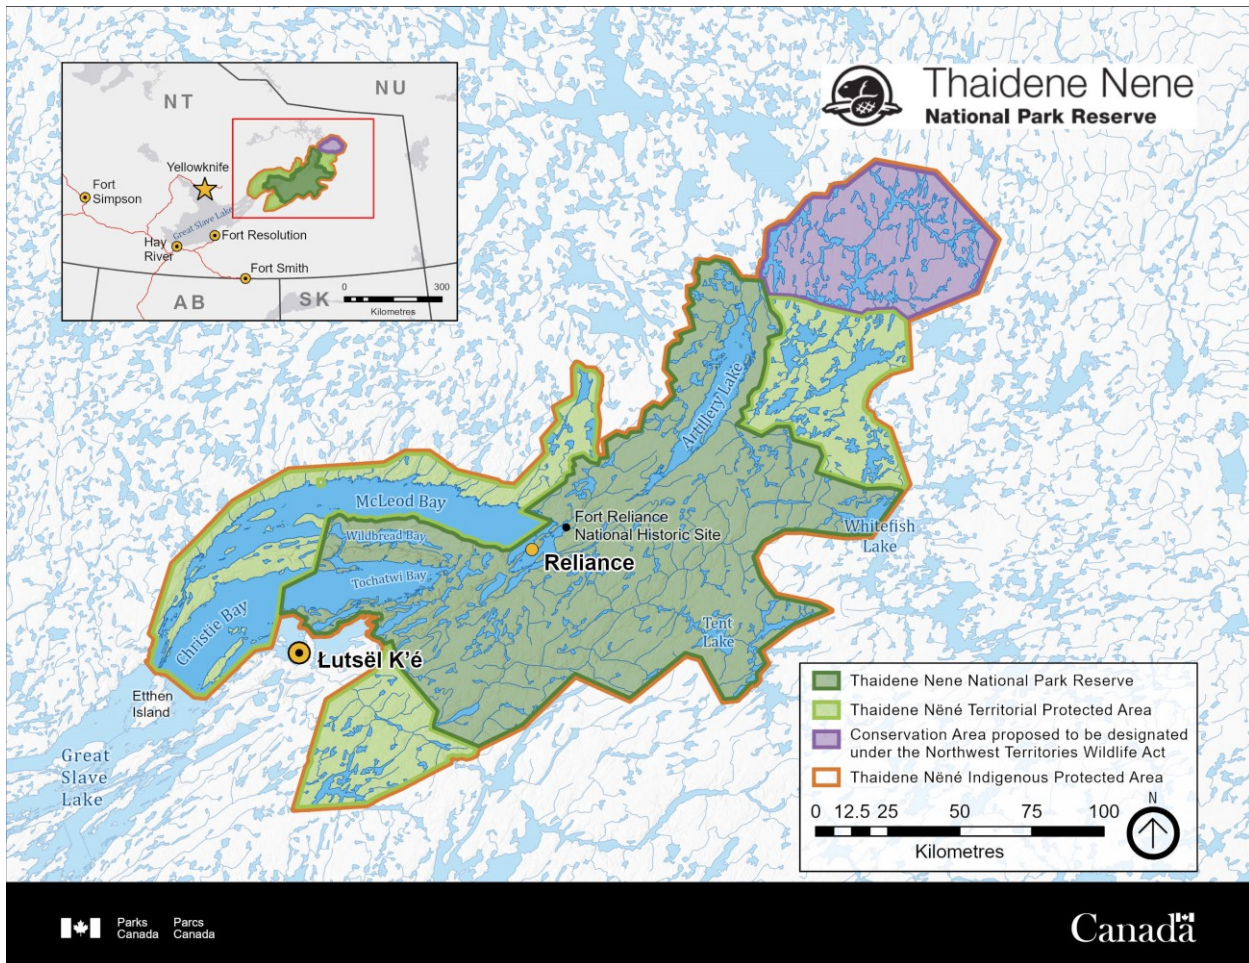 Thaidene Nene
National Park Reserve
NT
NU
Yellowknife
Fort
Simpson
Great Slave Lake
Fort Resolution
Hay
River
Fort Smith
AB
SK
0
300
Kilometres
Artillery Lake
McLeod Bay
Fort Reliance
National Historic Site
Whitefish
Lake
Wildbread Bay
Reliance
Tochatwi Bay
Christie Bay
Tent
Lake
Łutsël K'é
Etthen
Island
Great
Slave
Lake
Thaidene Nene National Park Reserve
Thaidene Nëné Territorial Protected Area
Conservation Area proposed to be designated
under the Northwest Territories Wildlife Act
Thaidene Nëné Indigenous Protected Area
0 12.5 25 50 75 100
Kilometres
N
Parks Parcs
Canada Canada
Canada